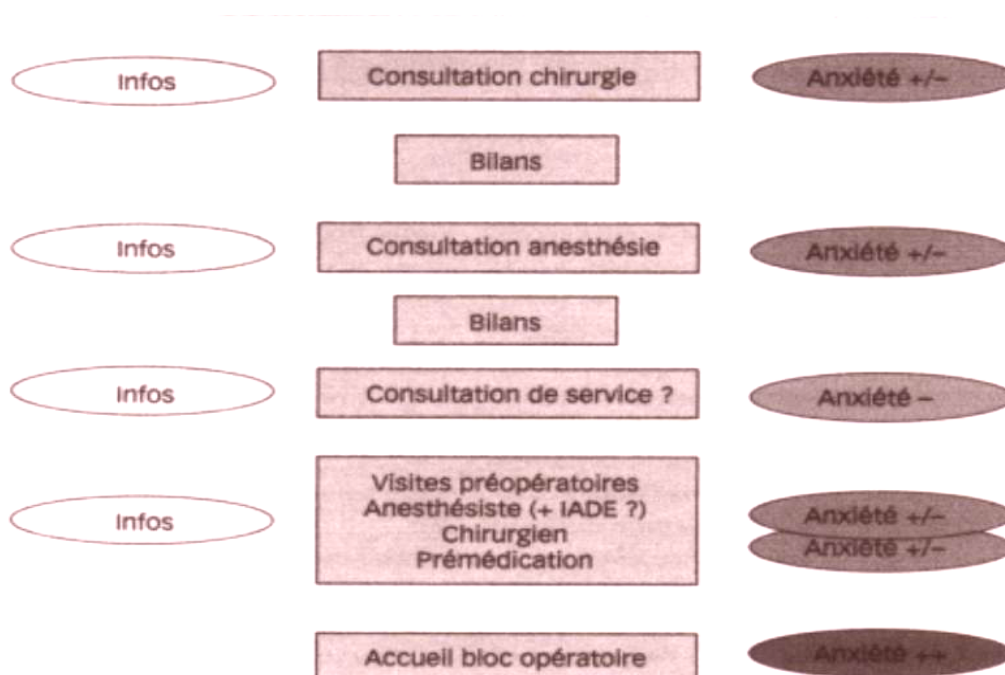 Infos Consultation chirurgie Anxiété +/-
Bilans
Infos Consultation anesthésie Anxiété +/-
Bilans
Infos Consultation de service ? Anxiété -
Visites préopératoires
Anesthésiste (+ IADE ?)
Chirurgien
Prémédication
Infos
Anxiété +/-
Anxiété +/-
Accueil bloc opératoire Anxiété ++